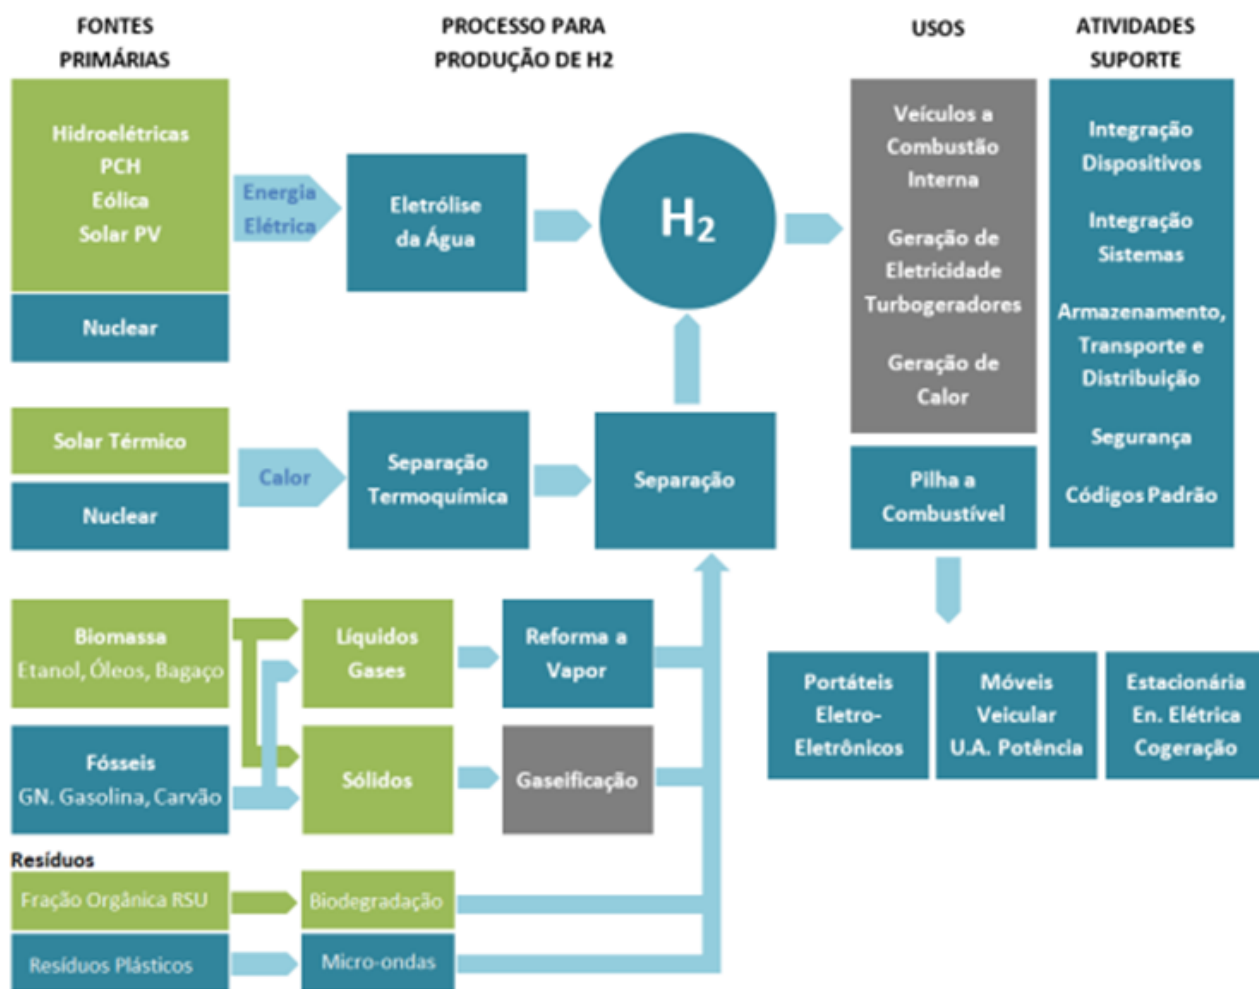 FONTES
PRIMÁRIAS
PROCESSO PARA
PRODUÇÃO DE H2
USOS
ATIVIDADES
SUPORTE
Hidroelétricas
PCH
Eólica
Solar PV
Nuclear
Energia
Elétrica
Eletrólise
da Água
H2
Veículos a
Combustão
Interna
Geração de
Eletricidade
Turbogeradores
Geração de
Calor
Integração
Dispositivos
Integração
Sistemas
Armazenamento,
Transporte e
Distribuição
Segurança
Códigos Padrão
Solar Térmico
Nuclear
Calor
Separação
Termoquímica
Separação
Pilha a
Combustível
Biomassa
Etanol, Óleos, Bagaço
Líquidos
Gases
Reforma a
Vapor
Portáteis
Eletro-
Eletrônicos
Móveis
Veicular
U.A. Potência
Estacionária
En. Elétrica
Cogeração
Fósseis
GN. Gasolina, Carvão
Sólidos
Gaseificação
Resíduos
Fração Orgânica RSU
Biodegradação
Resíduos Plásticos
Micro-ondas